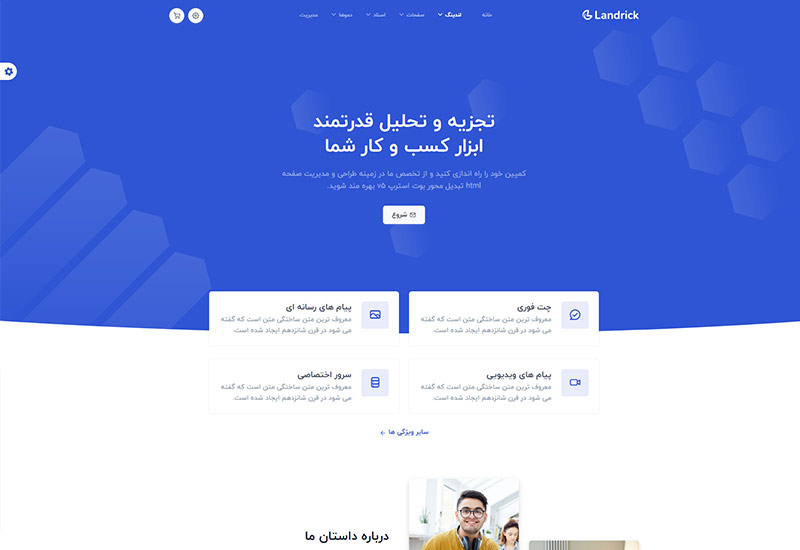 Landrick
خانه
لندینگ
صفحات
اسناد
دموها
مدیریت
تجزیه و تحلیل قدرتمند
ابزار کسب و کار شما
کمپین خود را راه اندازی کنید و از تخصص ما در زمینه طراحی و مدیریت صفحه
html تبدیل محور بوت استرپ v5 بهره مند شوید.
شروع
چت فوری
معروف ترین متن ساختگی متن است که گفته
می شود در قرن شانزدهم ایجاد شده است.
پیام های رسانه ای
معروف ترین متن ساختگی متن است که گفته
می شود در قرن شانزدهم ایجاد شده است.
پیام های ویدیویی
معروف ترین متن ساختگی متن است که گفته
می شود در قرن شانزدهم ایجاد شده است.
سرور اختصاصی
معروف ترین متن ساختگی متن است که گفته
می شود در قرن شانزدهم ایجاد شده است.
سایر ویژگی ها
درباره داستان ما